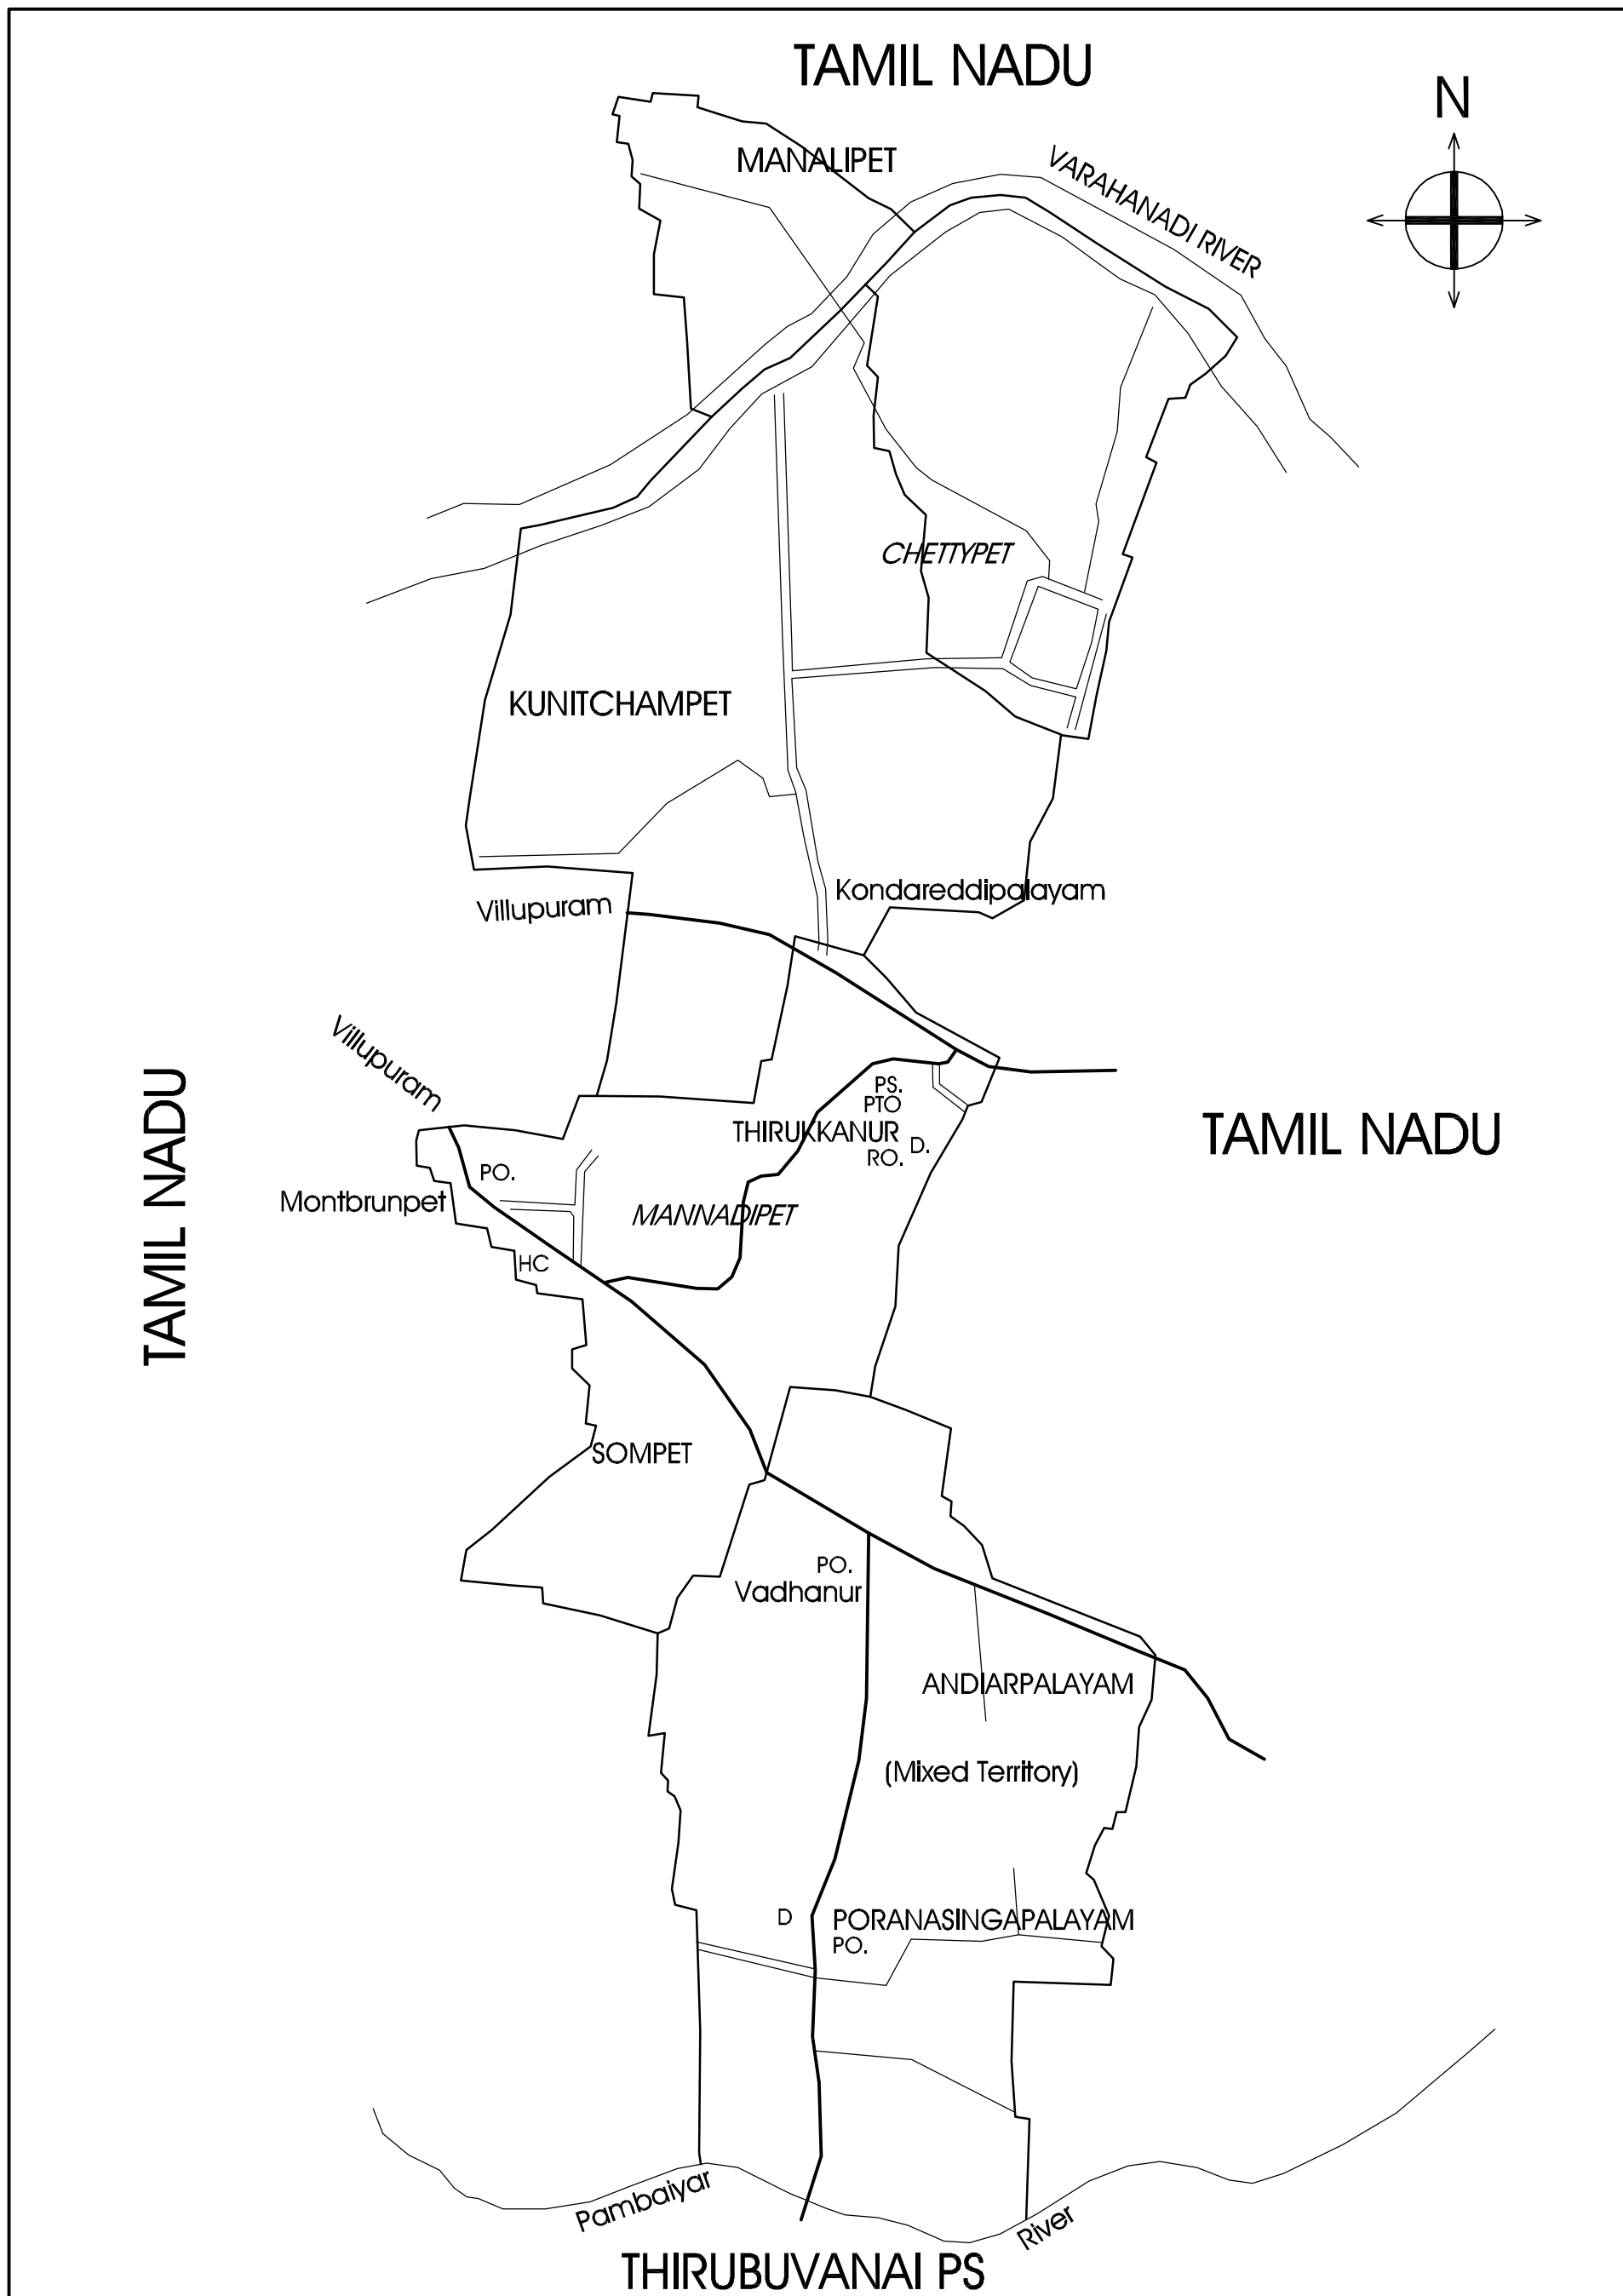 TAMIL NADU
N
MANALIPET
VARAHANADI RIVER
CHETTYPET
KUNITCHAMPET
Kondareddipalayam
Villupuram
Villupuram
TAMIL NADU
PS.
PTO
THIRUKKANUR
D.
RO.
TAMIL NADU
PO.
Montbrunpet
MANNADIPET
HC
SOMPET
PO.
Vadhanur
ANDIARPALAYAM
(Mixed Territory)
D
PORANASINGAPALAYAM
PO.
Pambaiyar
River
THIRUBUVANAI PS